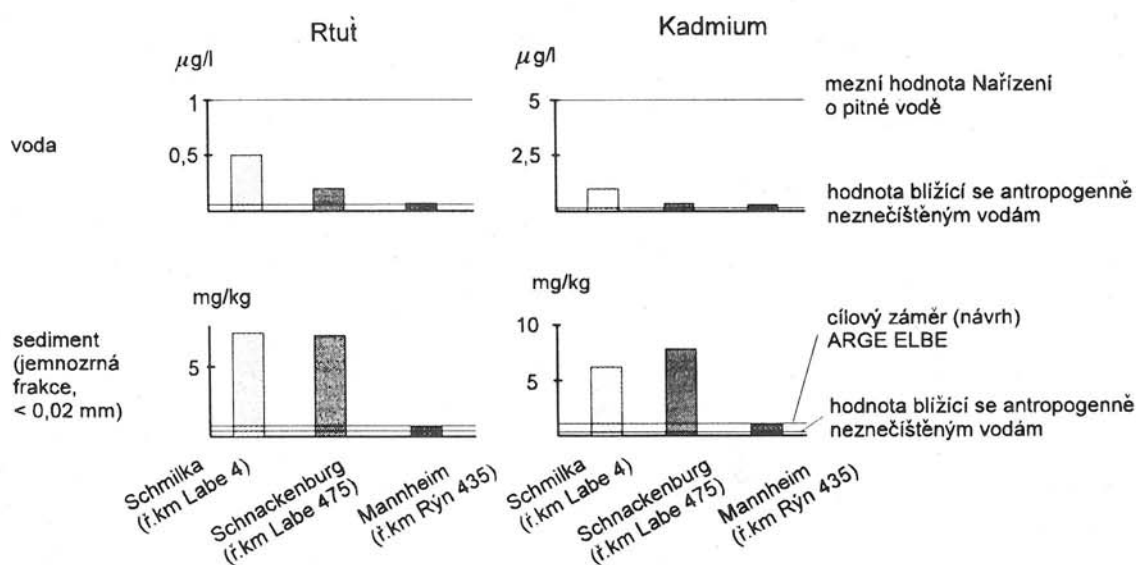 Rtuť
Kadmium
μg/l
μg/l
1
0,5
5
2,5
voda
mezní hodnota Nařízení
o pitné vodě
hodnota blížící se antropogenně
neznečištěným vodám
mg/kg
mg/kg
5
10
5
sediment
(jemnozrná
frakce,
< 0,02 mm)
cílový záměr (návrh)
ARGE ELBE
hodnota blížící se antropogenně
neznečištěným vodám
Schmilka
(ř.km Labe 4)
Schnackenburg
(ř.km Labe 475)
Mannheim
(ř.km Rýn 435)
Schmilka
(ř.km Labe 4)
Schnackenburg
(ř.km Labe 475)
Mannheim
(ř.km Rýn 435)